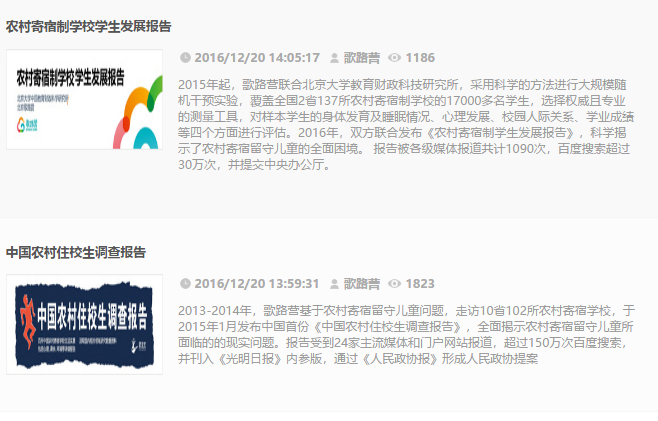 农村寄宿制学校学生发展报告
农村寄宿制学校学生发展报告
2016/12/20 14:05:17 歌路营 1186
2015年起，歌路营联合北京大学教育财政科技研究所，采用科学的方法进行大规模随
机干预实验，覆盖全国2省137所农村寄宿制学校的17000多名学生，选择权威且专业
的测量工具，对样本学生的身体发育及睡眠情况、心理发展、校园人际关系、学业成绩
等四个方面进行评估。2016年，双方联合发布《农村寄宿制学生发展报告》，科学揭
示了农村寄宿留守儿童的全面困境。 报告被各级媒体报道共计1090次，百度搜索超过
30万次，并提交中央办公厅。
中国农村住校生调查报告
中国农村住校生调查报告
2016/12/20 13:59:31 歌路营 1823
2013-2014年，歌路营基于农村寄宿留守儿童问题，走访10省102所农村寄宿学校，于
2015年1月发布中国首份《中国农村住校生调查报告》，全面揭示农村寄宿留守儿童所
面临的的现实问题。报告受到24家主流媒体和门户网站报道，超过150万次百度搜索，
并刊入《光明日报》内参版，通过《人民政协报》形成人民政协提案